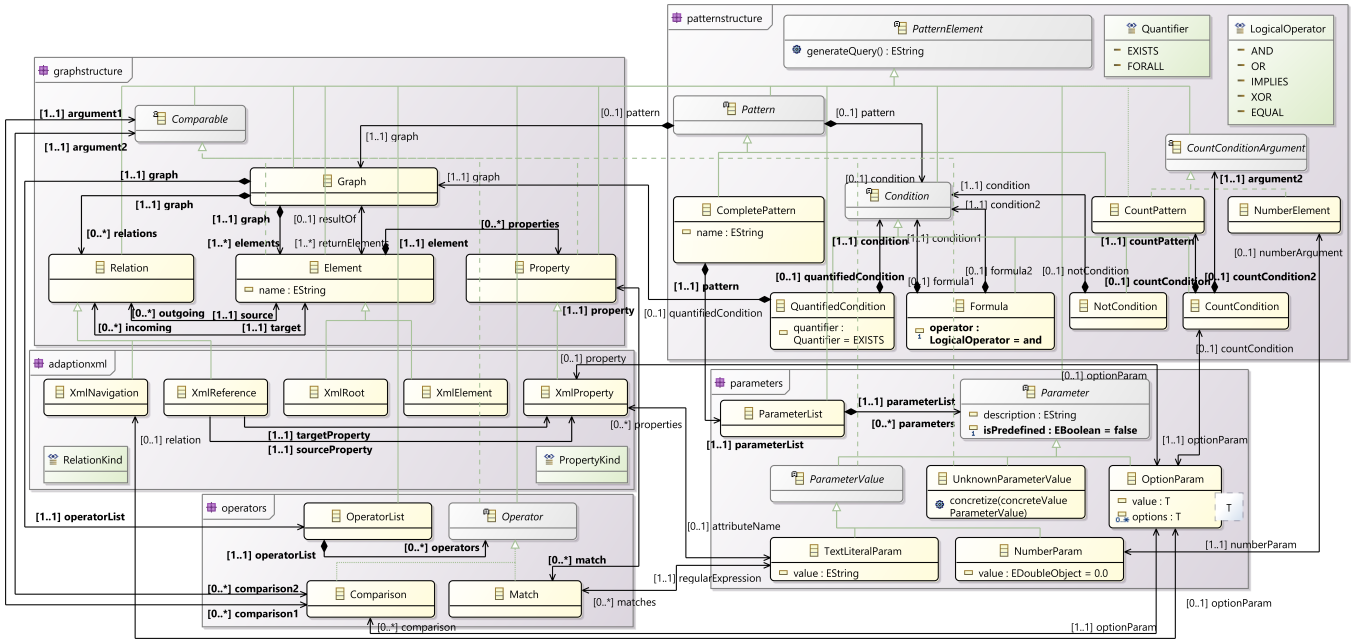 patternstructure
PatternElement
generateQuery() : EString
Quantifier
EXISTS
FORALL
LogicalOperator
AND
OR
IMPLIES
XOR
EQUAL
graphstructure
[1..1] argument1
Comparable
[1..1] argument2
[0..1] pattern
Pattern
[0..1] pattern
[1..1] graph
CountConditionArgument
[1..1] argument2
[1..1] graph
Graph
[1..1] graph
[1..1] graph
[0..1] condition
Condition
[1..1] condition
[1..1] condition2
[1..1] graph
[0..1] resultOf
[0..*] relations
[1..*] elements
[1..*] returnElements
[1..1] element
[0..*] properties
CompletePattern
name : EString
[1..1] condition
[1..1] condition1
CountPattern
NumberElement
[1..1] countPattern
[0..1] numberArgument
Relation
Element
name : EString
Property
[1..1] pattern
[0..1] quantifiedCondition
[0..1] formula2
[0..1] formula1
[0..1] notCondition
[0..1] countCondition
[0..1] countCondition2
[0..*] outgoing
[1..1] source
[0..*] incoming
[1..1] target
[1..1] property
[0..1] quantifiedCondition
QuantifiedCondition
quantifier :
Quantifier = EXISTS
Formula
operator :
LogicalOperator = and
NotCondition
CountCondition
[0..1] countCondition
adaptionxml
[0..1] property
XmlNavigation
XmlReference
XmlRoot
XmlElement
XmlProperty
[0..*] properties
[0..1] relation
[1..1] targetProperty
[1..1] sourceProperty
RelationKind
PropertyKind
parameters
[0..1] optionParam
Parameter
description : EString
isPredefined : EBoolean = false
ParameterList
[1..1] parameterList
[0..*] parameters
[1..1] parameterList
[1..1] optionParam
ParameterValue
UnknownParameterValue
concretize(concreteValue
ParameterValue)
OptionParam
value : T
options : T
T
operators
[1..1] operatorList
OperatorList
Operator
[1..1] operatorList
[0..*] operators
[0..1] attributeName
[0..*] match
TextLiteralParam
value : EString
NumberParam
value : EDoubleObject = 0.0
[1..1] numberParam
[1..1] regularExpression
[0..*] comparison2
[0..*] comparison1
Comparison
Match
[0..*] matches
[0..1] optionParam
[0..*] comparison
[1..1] optionParam